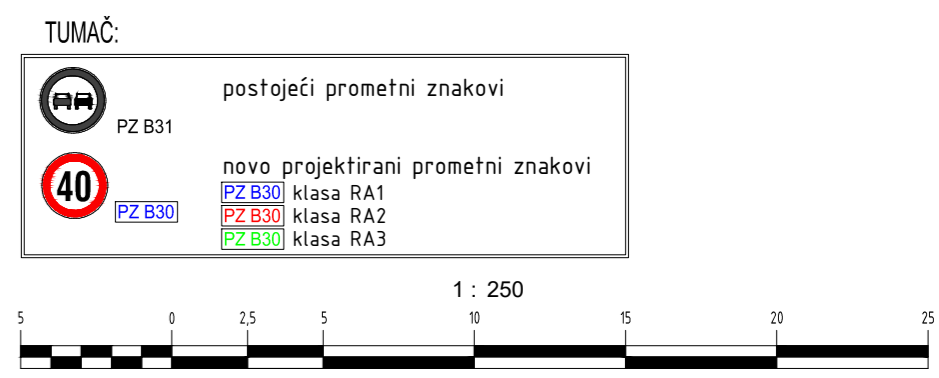 TUMAČ:
postojeći prometni znakovi
PZ B31
novo projektirani prometni znakovi
40
PZ B30
PZ B30 klasa RA1
PZ B30 klasa RA2
PZ B30 klasa RA3
1 : 250
5 0 2,5 5 10 15 20 25